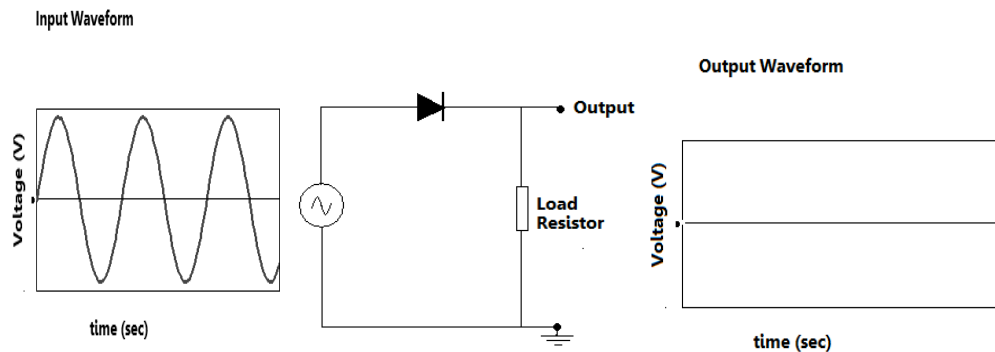 Input Waveform
Voltage (V)
time (sec)
Output
Load
Resistor
Output Waveform
Voltage (V)
time (sec)